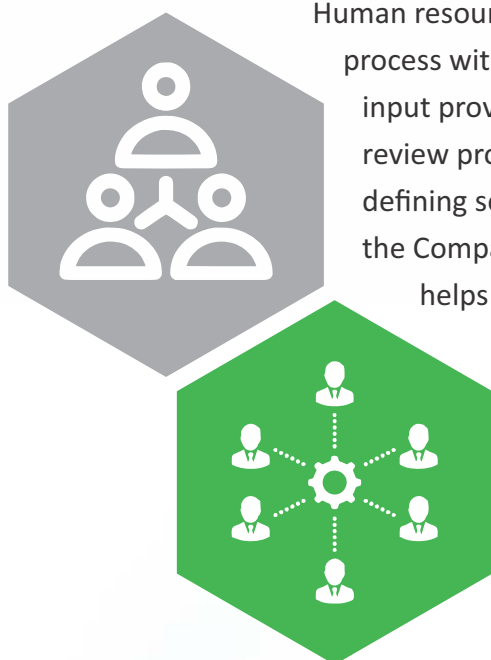 Human resour
process wit
input prov
review pro
defining
the Compa
helps